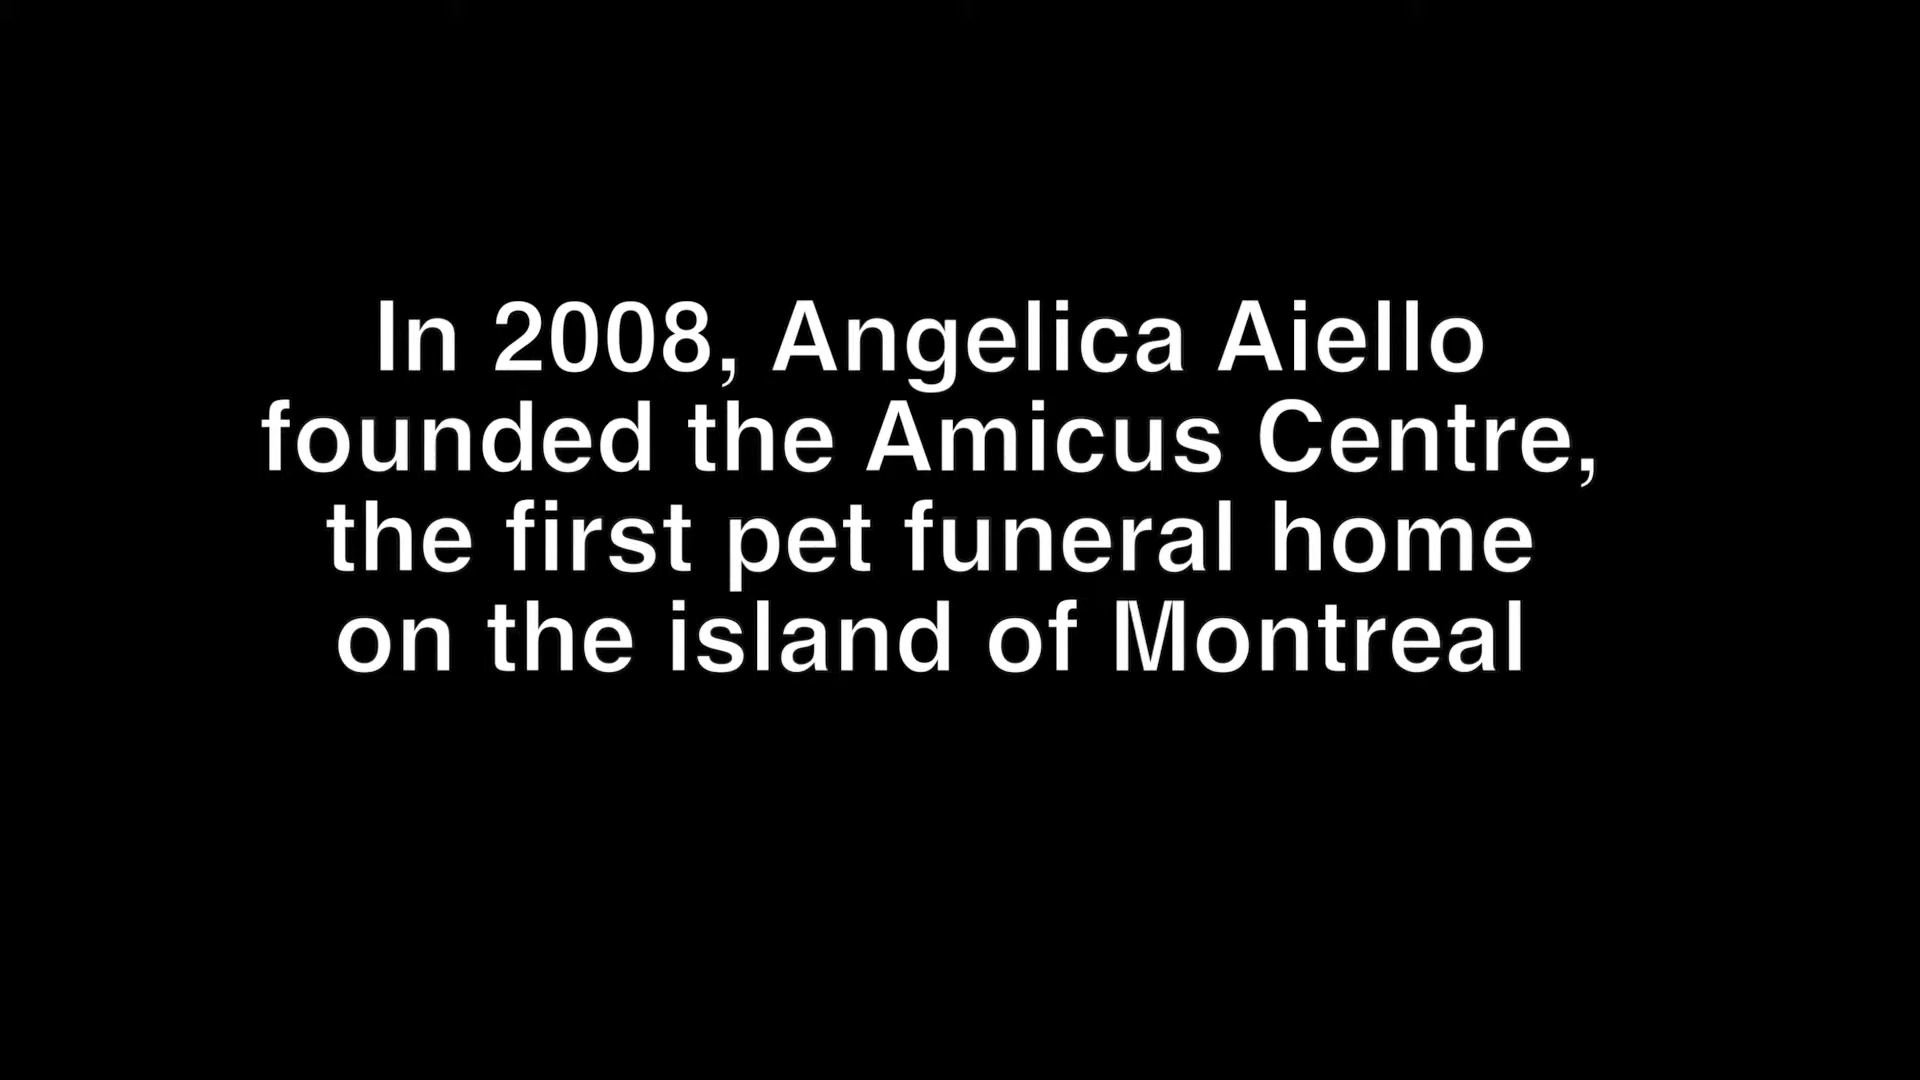 In 2008, Angelica Aiello
founded the Amicus Centre,
the first pet funeral home
on the island of Montreal